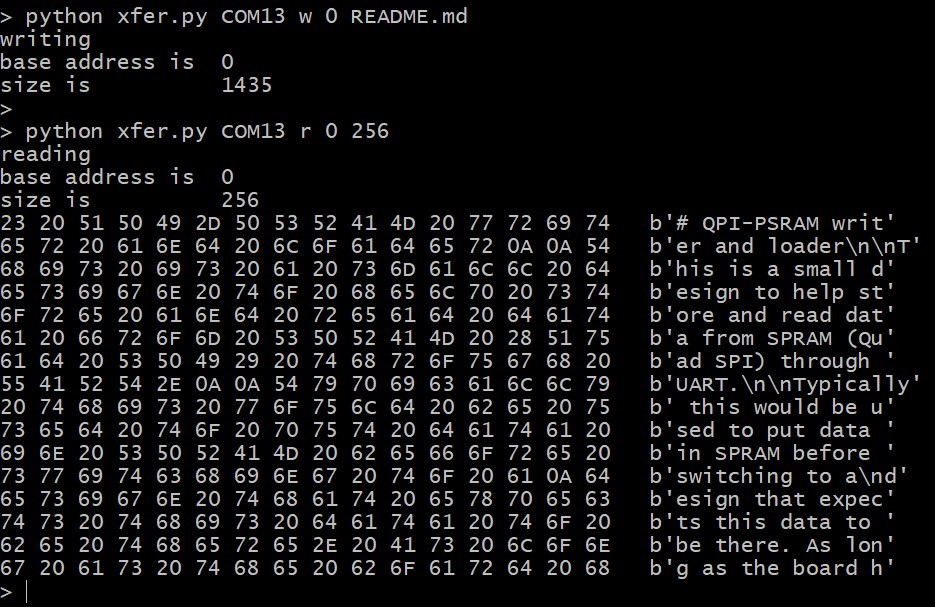 > python xfer.py COM13 w 0 README.md
writing
base address is  0
size is          1435
>
> python xfer.py COM13 r 0 256
reading
base address is  0
size is          256
23 20 51 50 49 2D 50 53 52 41 4D 20 77 72 69 74   b'# QPI-PSRAM writ'
65 72 20 61 6E 64 20 6C 6F 61 64 65 72 0A 0A 54   b'er and loader\n\nT'
68 69 73 20 69 73 20 61 20 73 6D 61 6C 6C 20 64   b'his is a small d'
65 73 69 67 6E 20 74 6F 20 68 65 6C 70 20 73 74   b'esign to help st'
6F 72 65 20 61 6E 64 20 72 65 61 64 20 64 61 74   b'ore and read dat'
61 20 66 72 6F 6D 20 53 50 52 41 4D 20 28 51 75   b'a from SPRAM (Qu'
61 64 20 53 50 49 29 20 74 68 72 6F 75 67 68 20   b'ad SPI) through '
55 41 52 54 2E 0A 0A 54 79 70 69 63 61 6C 6C 79   b'UART.\n\nTypically'
20 74 68 69 73 20 77 6F 75 6C 64 20 62 65 20 75   b' this would be u'
73 65 64 20 74 6F 20 70 75 74 20 64 61 74 61 20   b'sed to put data '
69 6E 20 53 50 52 41 4D 20 62 65 66 6F 72 65 20   b'in SPRAM before '
73 77 69 74 63 68 69 6E 67 20 74 6F 20 61 0A 64   b'switching to a\nd'
65 73 69 67 6E 20 74 68 61 74 20 65 78 70 65 63   b'esign that expec'
74 73 20 74 68 69 73 20 64 61 74 61 20 74 6F 20   b'ts this data to '
62 65 20 74 68 65 72 65 2E 20 41 73 20 6C 6F 6E   b'be there. As lon'
67 20 61 73 20 74 68 65 20 62 6F 61 72 64 20 68   b'g as the board h'
>